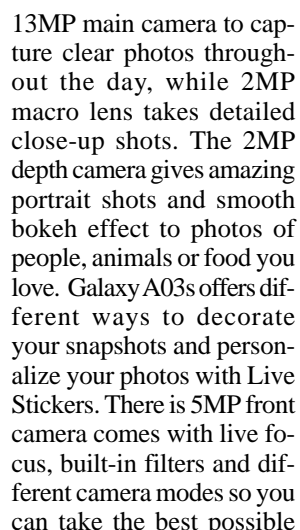 13MP main camera to cap-
ture clear photos through-
out the day, while 2MP
macro lens takes detailed
close-up shots. The 2MP
depth camera gives amazing
portrait shots and smooth
bokeh effect to photos of
people, animals or food you
love. Galaxy A03s offers dif-
ferent ways to decorate
your snapshots and person-
alize your photos with Live
Stickers. There is 5MP front
camera comes with live fo-
cus, built-in filters and dif-
ferent camera modes so you
can take the best possible